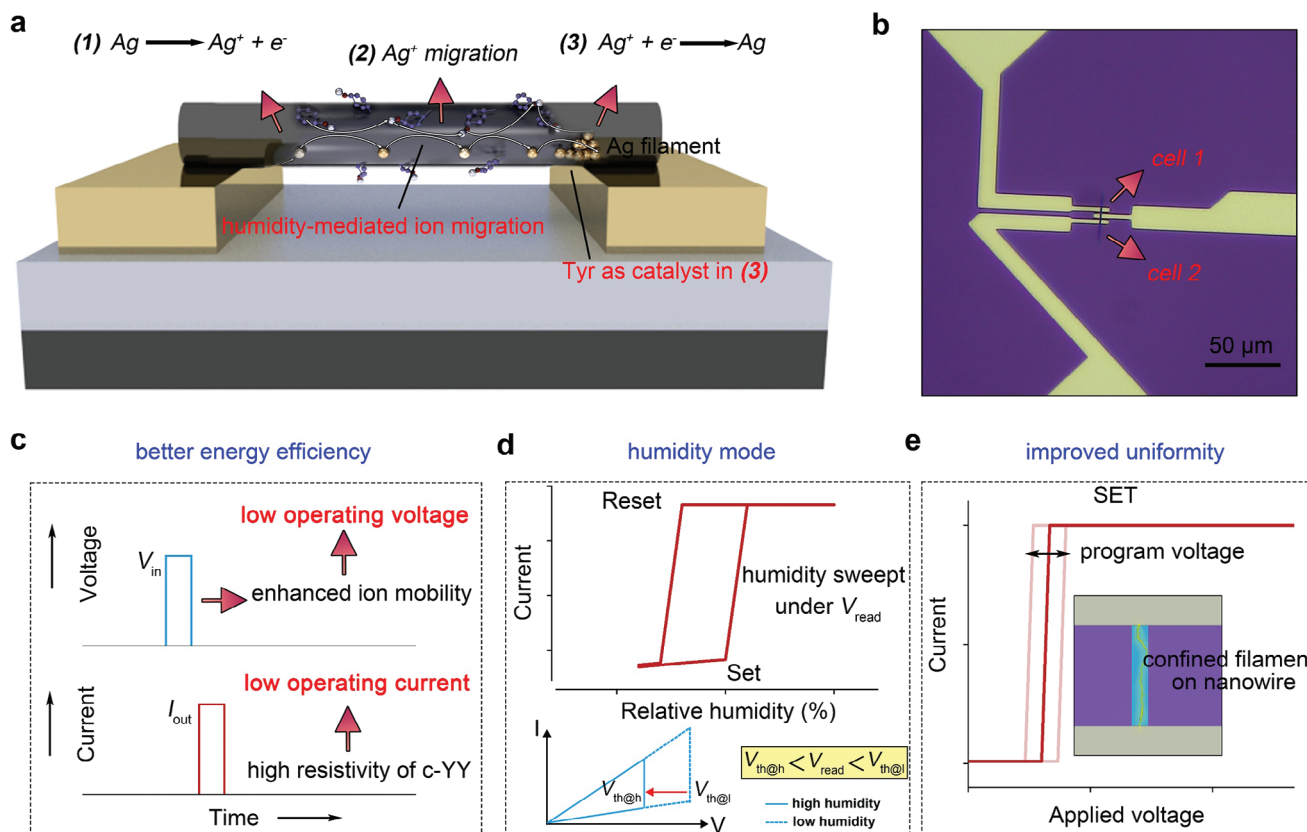 a
(1) Ag → Ag⁺ + e⁻
(2) Ag⁺ migration
(3) Ag⁺ + e⁻ → Ag
Ag filament
humidity-mediated ion migration
Tyr as catalyst in (3)
b
cell 1
cell 2
50 µm
c
better energy efficiency
low operating voltage
Voltage
V_in
enhanced ion mobility
low operating current
Current
I_out
high resistivity of c-YY
Time
d
humidity mode
Reset
Current
humidity swept
under V_read
Set
Relative humidity (%)
I
V_th@h < V_read < V_th@l
V_th@h
V_th@l
high humidity
low humidity
V
e
improved uniformity
SET
program voltage
Current
confined filamen
on nanowire
Applied voltage